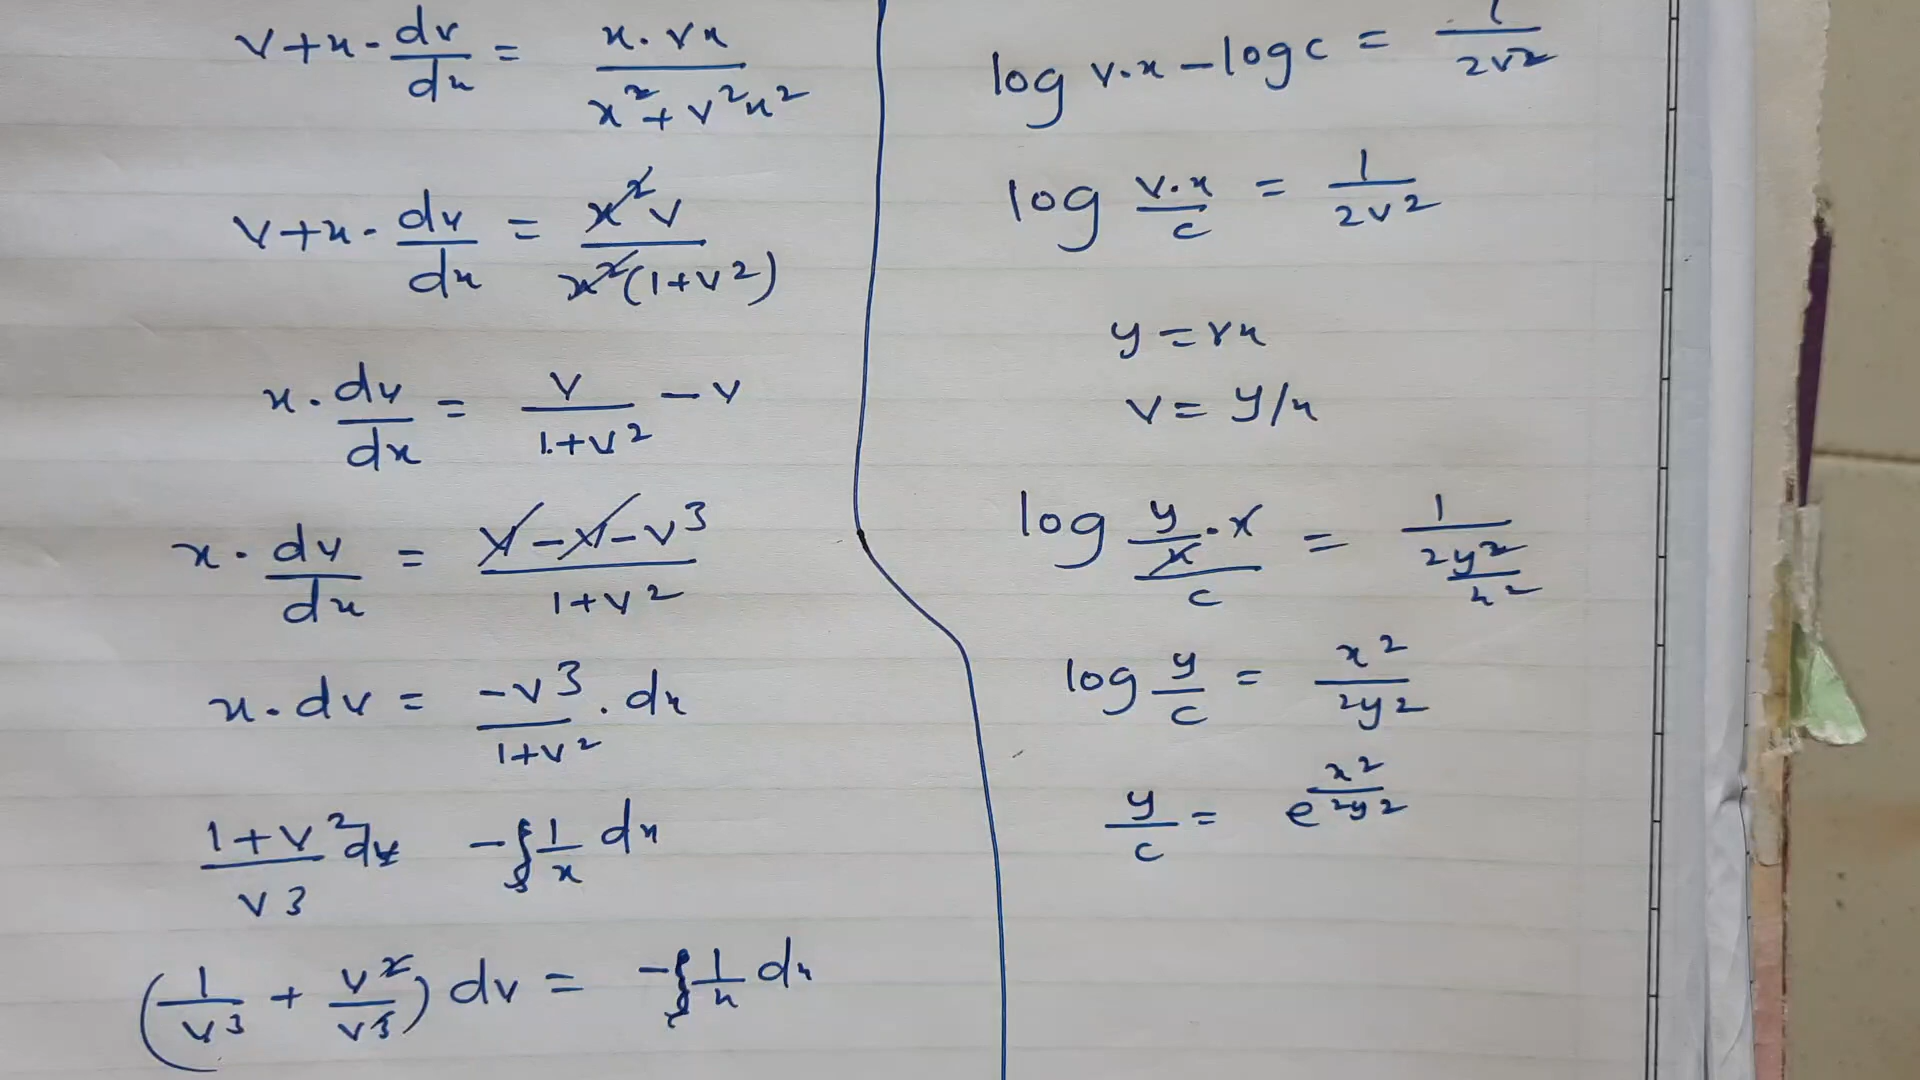 v+x·dv/dx = x·vx/x²+v²x²
v+x·dv/dx = x²v/x²(1+v²)
x·dv/dx = v/1+v² – v
x·dv/dx = v–v–v³/1+v²
x·dv = –v³/1+v² · dx
1+v²/v³ dv –∫1/x dx
(1/v³ + v²/v³) dv = –∫1/x dx
log v·x – log c = 1/2v²
log v·x/c = 1/2v²
y = vx
v = y/x
log y/x·x/c = 1/2y²/x²
log y/c = x²/2y²
y/c = e^x²/2y²